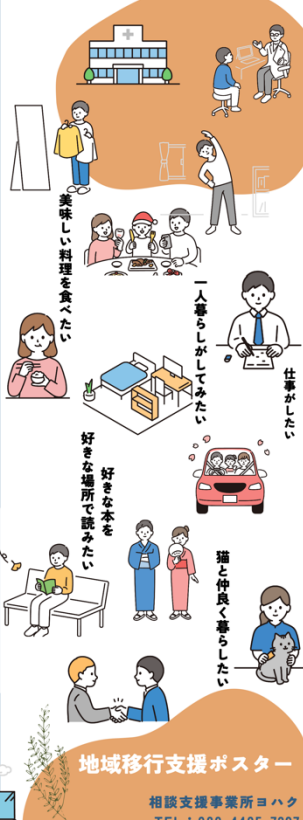 美味しい料理を食べたい
一人暮らしがしてみたい
仕事がしたい
好きな本を
好きな場所で読みたい
猫と仲良く暮らしたい
地域移行支援ポスター
相談支援事業所ヨハク